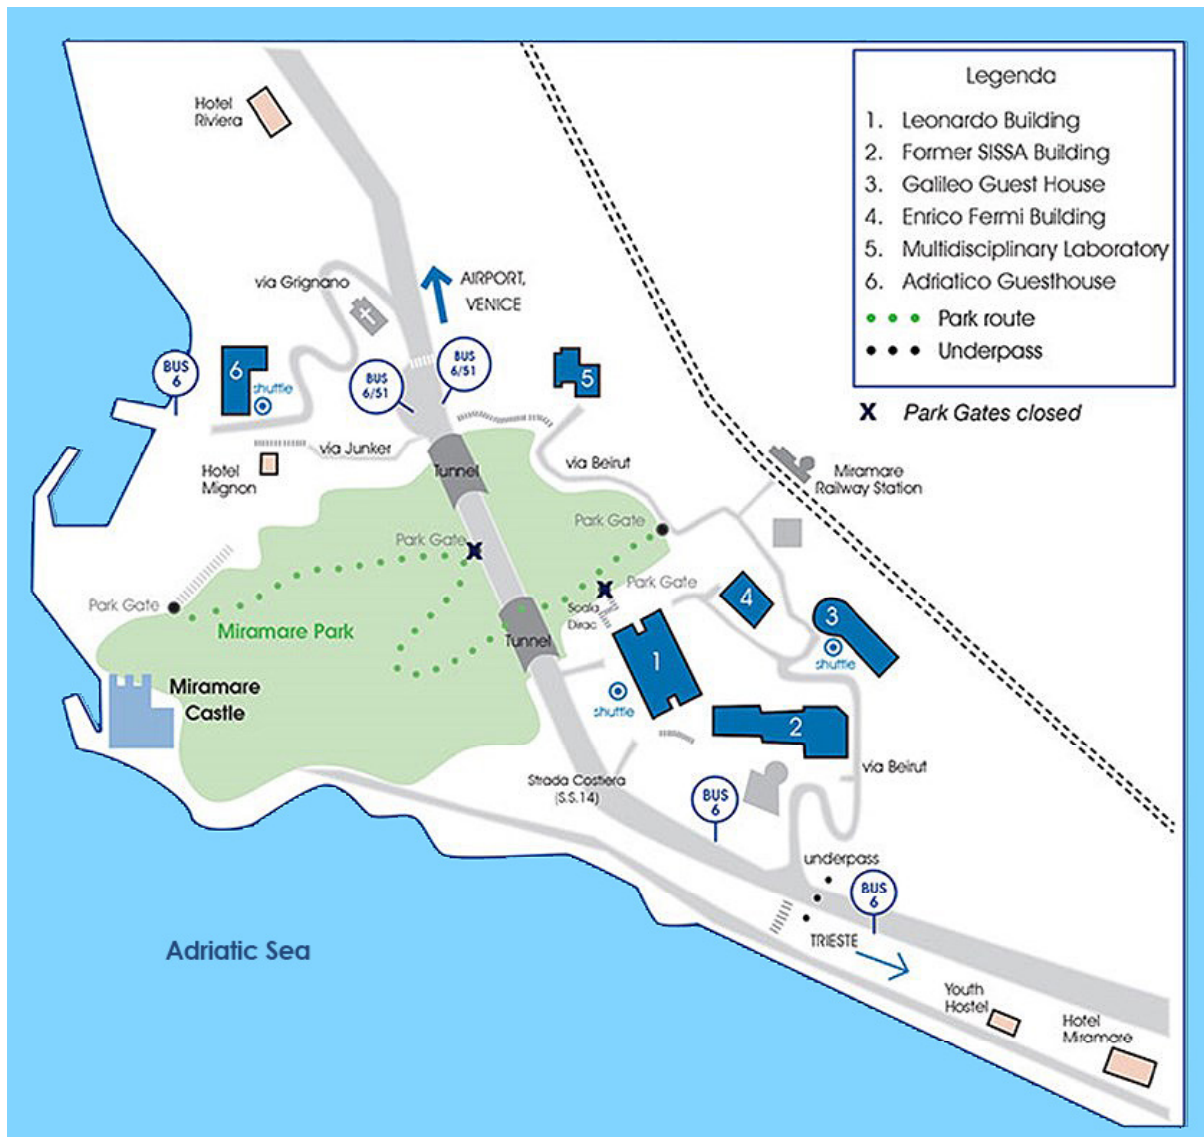 Legenda
1. Leonardo Building
2. Former SISSA Building
3. Galileo Guest House
4. Enrico Fermi Building
5. Multidisciplinary Laboratory
6. Adriatico Guesthouse
Park route
Underpass
X Park Gates closed
Hotel
Riviera
via Grignano
AIRPORT,
VENICE
BUS
6
6
shuttle
BUS
6/51
BUS
6/51
5
via Junker
Hotel
Mignon
Tunnel
via Beirut
Miramare
Railway Station
Park Gate
Park Gate
X
Park Gate
X
Park Gate
Miramare Park
Scala
Dirac
Tunnel
4
3
shuttle
1
shuttle
2
Miramare
Castle
Strada Costiera
(S.S.14)
via Beirut
BUS
6
underpass
BUS
6
TRIESTE
Adriatic Sea
Youth
Hostel
Hotel
Miramare